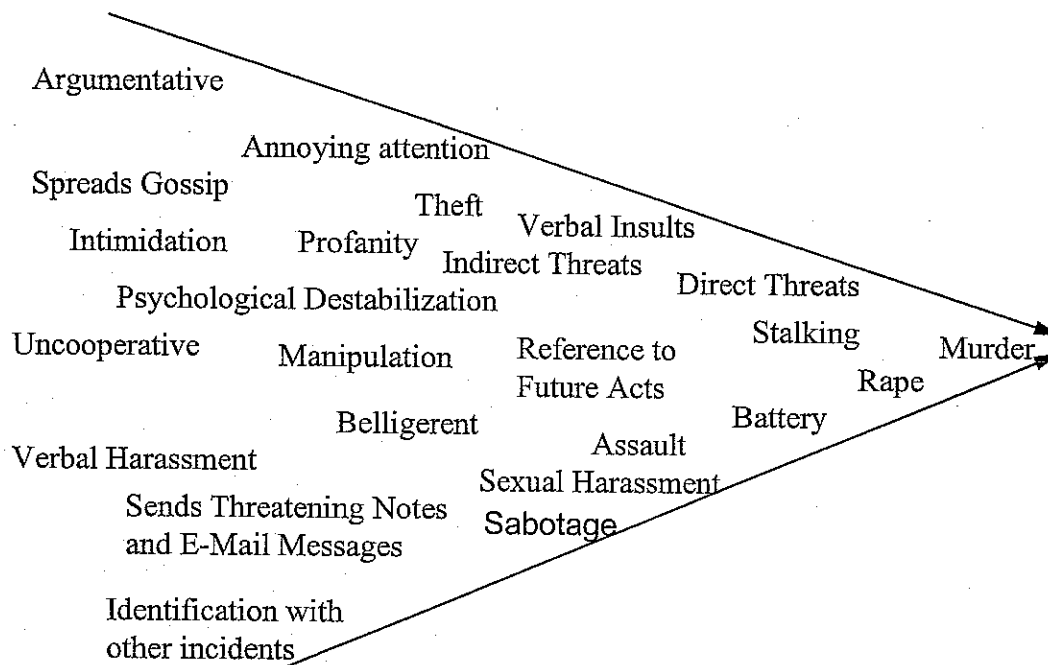 Argumentative
Annoying attention
Spreads Gossip
Theft
Verbal Insults
Intimidation
Profanity
Indirect Threats
Direct Threats
Psychological Destabilization
Stalking
Uncooperative
Manipulation
Reference to
Future Acts
Murder
Rape
Belligerent
Battery
Assault
Verbal Harassment
Sexual Harassment
Sends Threatening Notes
and E-Mail Messages
Sabotage
Identification with
other incidents